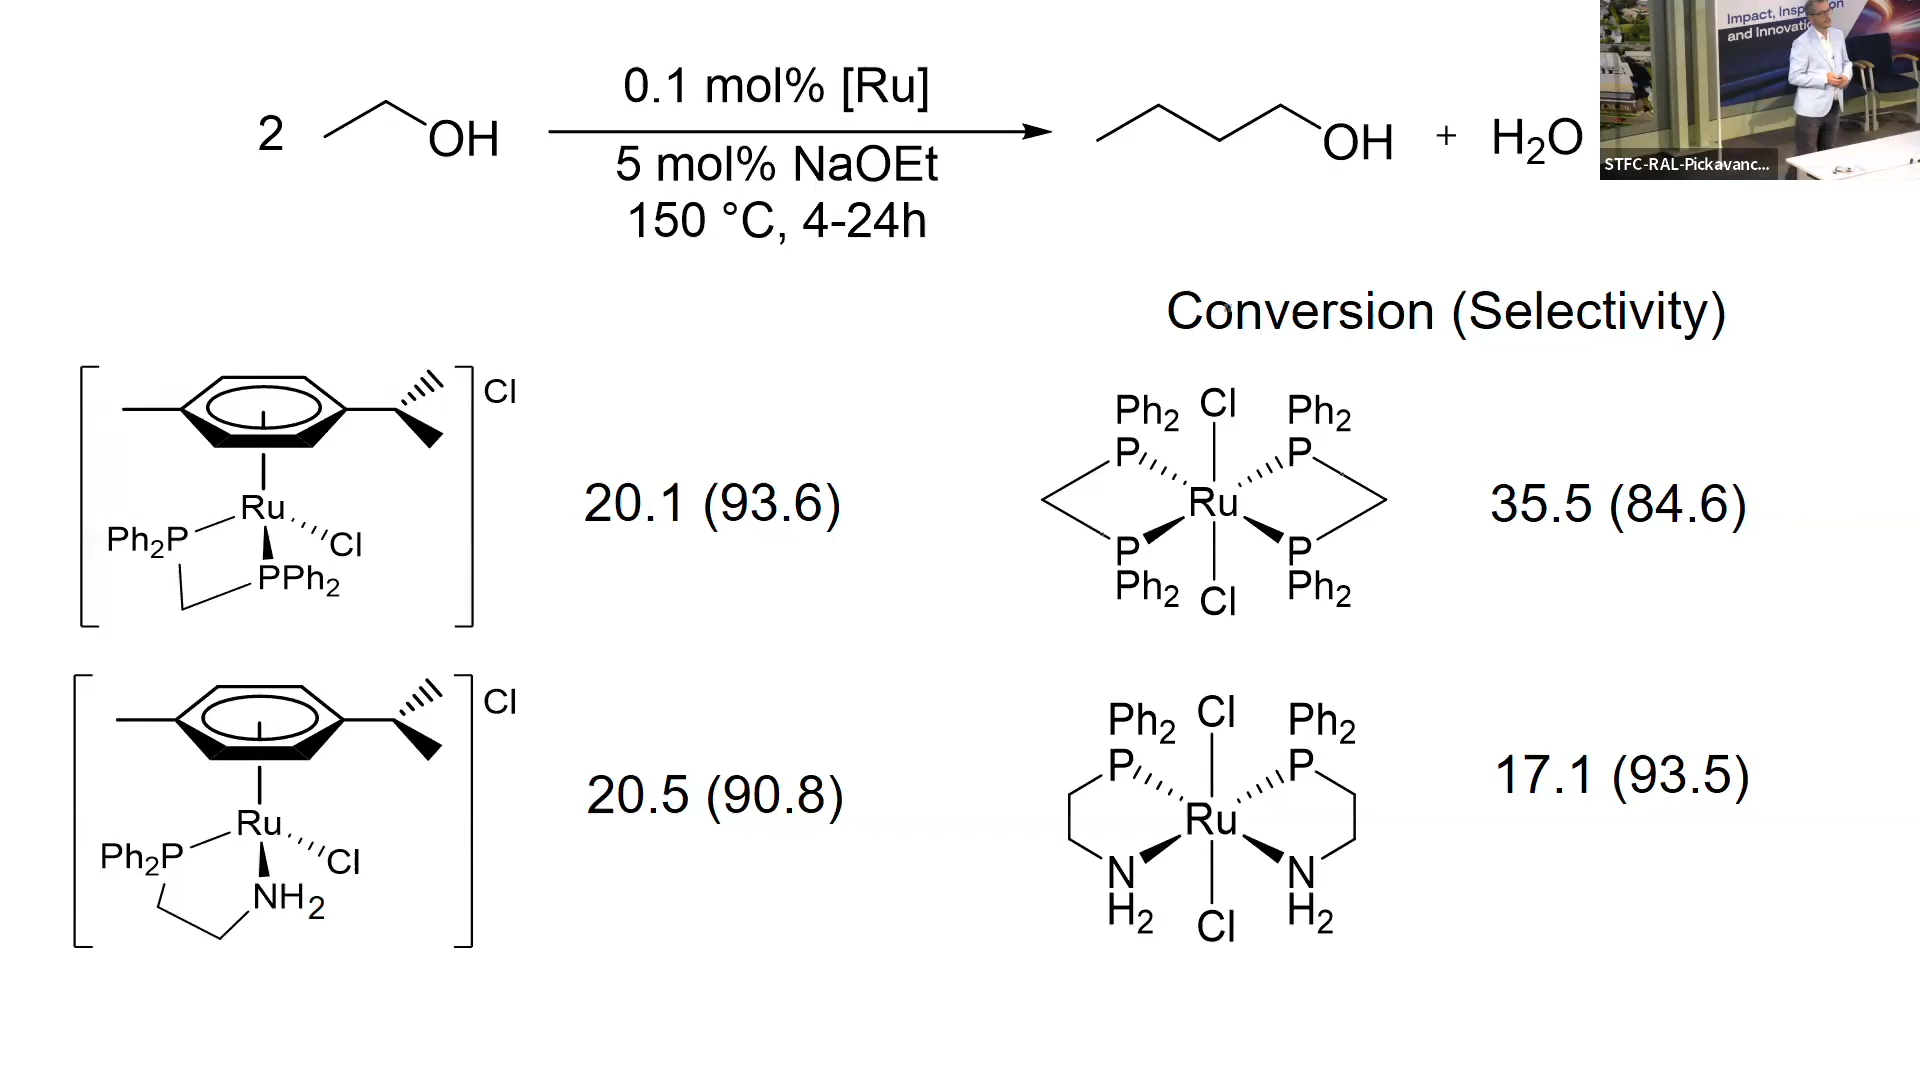 2
OH
0.1 mol% [Ru]
5 mol% NaOEt
150 °C, 4-24h
OH
+
H2O
Impact, Insp on
and Innovati
STFC-RAL-Pickavanc...
Conversion (Selectivity)
Cl
Ru
Ph2P
Cl
PPh2
20.1 (93.6)
Ph2 Cl Ph2
P P
Ru
P P
Ph2 Cl Ph2
35.5 (84.6)
Cl
Ru
Ph2P
Cl
NH2
20.5 (90.8)
Ph2 Cl Ph2
P P
Ru
N N
H2 Cl H2
17.1 (93.5)